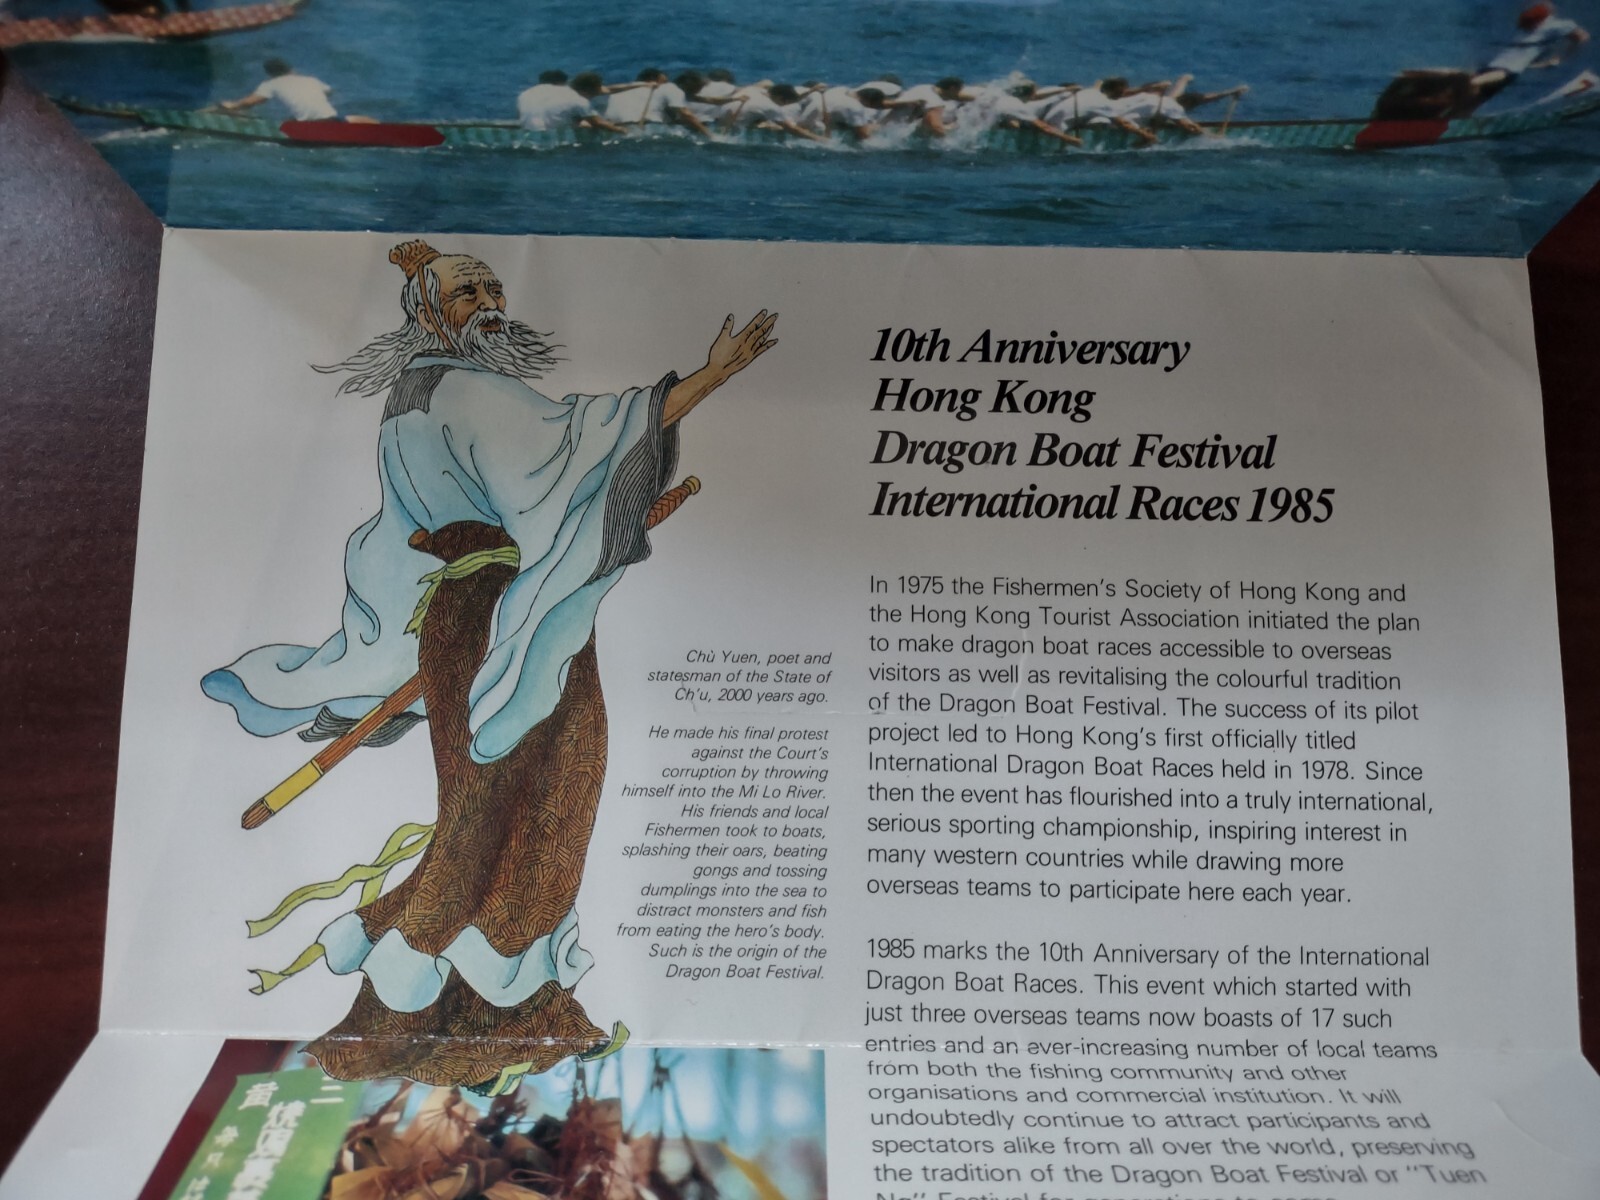 10th Anniversary
Hong Kong
Dragon Boat Festival
International Races 1985
In 1975 the Fishermen's Society of Hong Kong and
the Hong Kong Tourist Association initiated the plan
to make dragon boat races accessible to overseas
visitors as well as revitalising the colourful tradition
of the Dragon Boat Festival. The success of its pilot
project led to Hong Kong's first officially titled
International Dragon Boat Races held in 1978. Since
then the event has flourished into a truly international,
serious sporting championship, inspiring interest in
many western countries while drawing more
overseas teams to participate here each year.
1985 marks the 10th Anniversary of the International
Dragon Boat Races. This event which started with
just three overseas teams now boasts of 17 such
entries and an ever-increasing number of local teams
from both the fishing community and other
organisations and commercial institution. It will
undoubtedly continue to attract participants and
spectators alike from all over the world, preserving
the tradition of the Dragon Boat Festival or "Tuen
Ng" Festival for generations to come.
Chù Yuen, poet and
statesman of the State of
Ch'u, 2000 years ago.
He made his final protest
against the Court's
corruption by throwing
himself into the Mi Lo River.
His friends and local
Fishermen took to boats,
splashing their oars, beating
gongs and tossing
dumplings into the sea to
distract monsters and fish
from eating the hero's body.
Such is the origin of the
Dragon Boat Festival.
二
每只